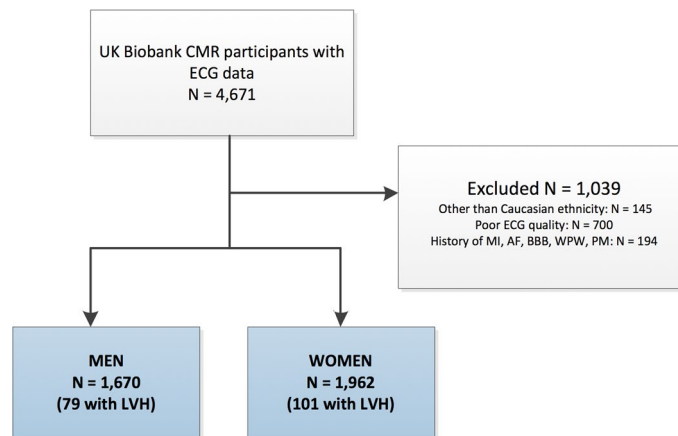 UK Biobank CMR participants with
ECG data
N = 4,671
Excluded N = 1,039
Other than Caucasian ethnicity: N = 145
Poor ECG quality: N = 700
History of MI, AF, BBB, WPW, PM: N = 194
MEN
N = 1,670
(79 with LVH)
WOMEN
N = 1,962
(101 with LVH)